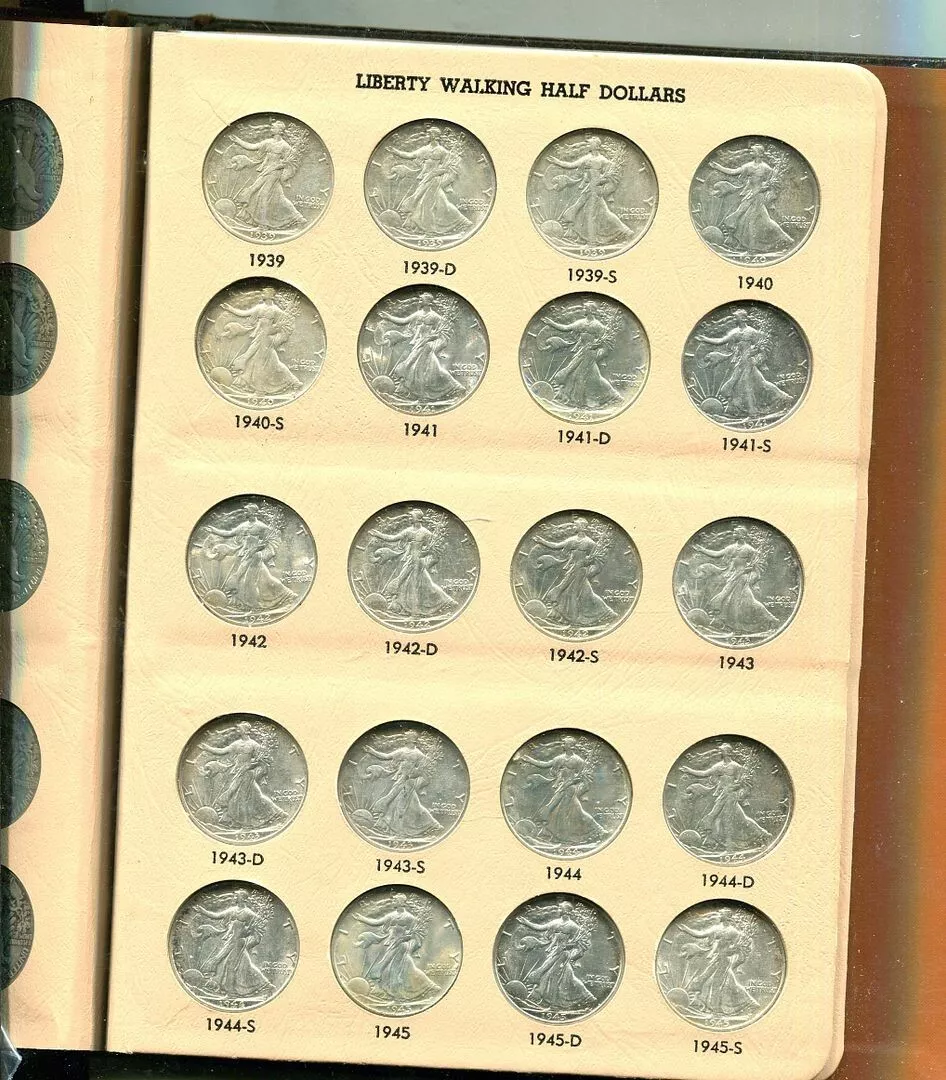 LIBERTY WALKING HALF DOLLARS
1939 1939-D 1939-S 1940
1940-S 1941 1941-D 1941-S
1942 1942-D 1942-S 1943
1943-D 1943-S 1944 1944-D
1944-S 1945 1945-D 1945-S